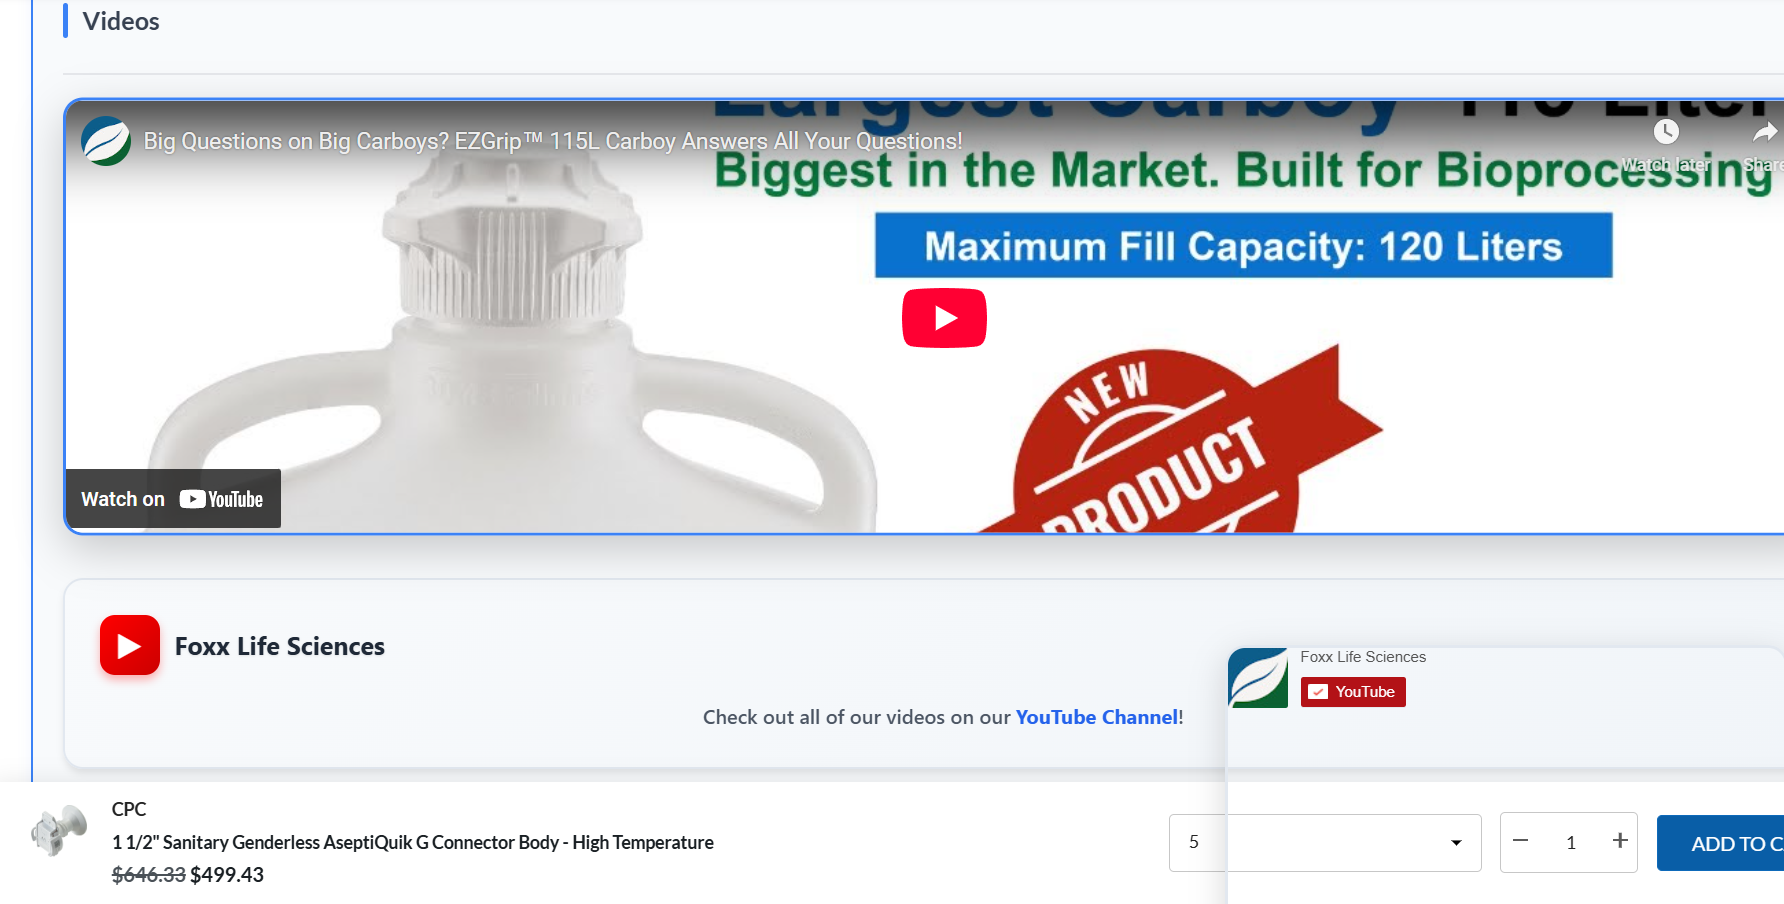 Videos
Largest Carboy
Big Questions on Big Carboys? EZGrip™ 115L Carboy Answers All Your Questions!
Watch later
Share
Biggest in the Market. Built for Bioprocessing
Maximum Fill Capacity: 120 Liters
NEW
PRODUCT
Watch on YouTube
Foxx Life Sciences
Foxx Life Sciences
YouTube
Check out all of our videos on our YouTube Channel!
CPC
1 1/2" Sanitary Genderless AseptiQuik G Connector Body - High Temperature
$646.33 $499.43
5
1
ADD TO C